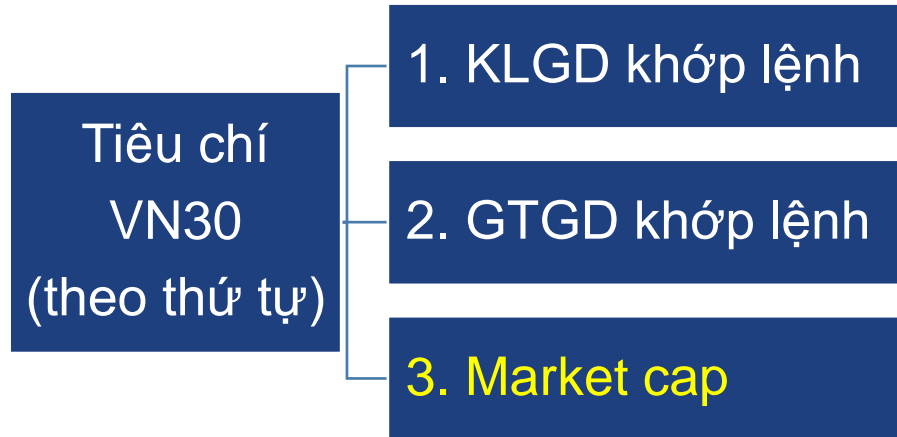 Tiêu chí
VN30
(theo thứ tự)
1. KLGD khớp lệnh
2. GTGD khớp lệnh
3. Market cap